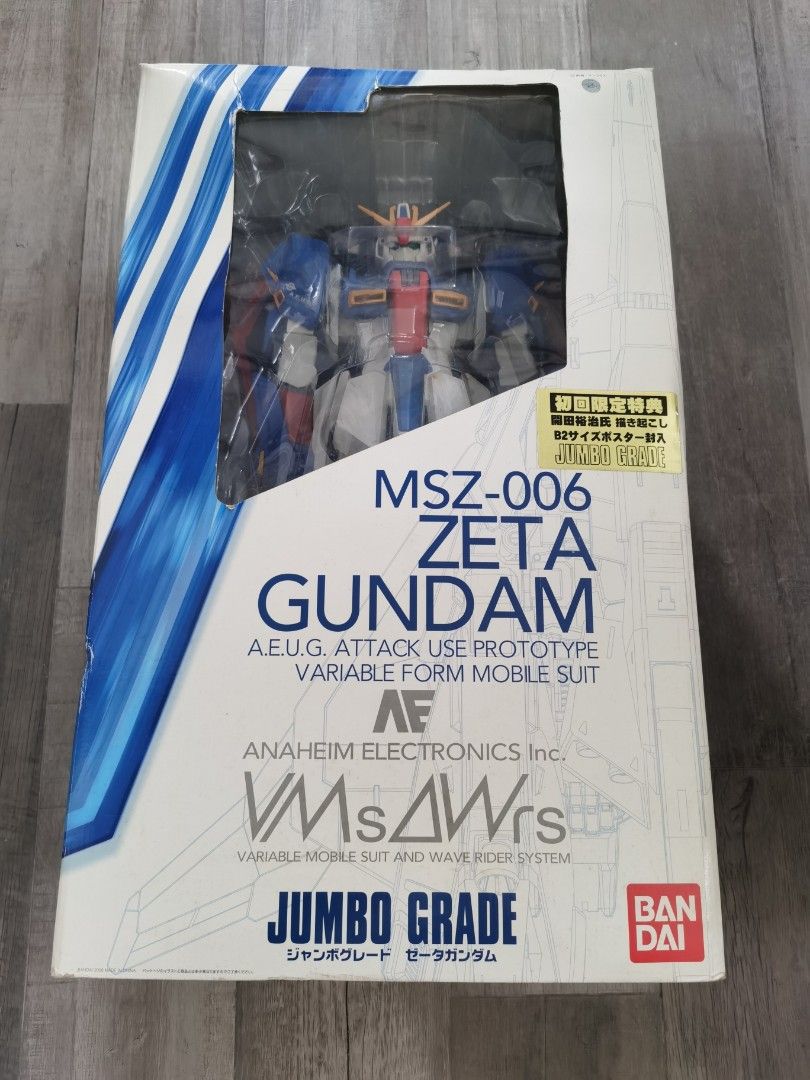 初回限定特典
開田裕治氏 描き起こし
B2サイズポスター封入
JUMBO GRADE
MSZ-006
ZETA
GUNDAM
A.E.U.G. ATTACK USE PROTOTYPE
VARIABLE FORM MOBILE SUIT
AE
ANAHEIM ELECTRONICS Inc.
VMsΔWrs
VARIABLE MOBILE SUIT AND WAVE RIDER SYSTEM
JUMBO GRADE
ジャンボグレード ゼータガンダム
BAN
DAI